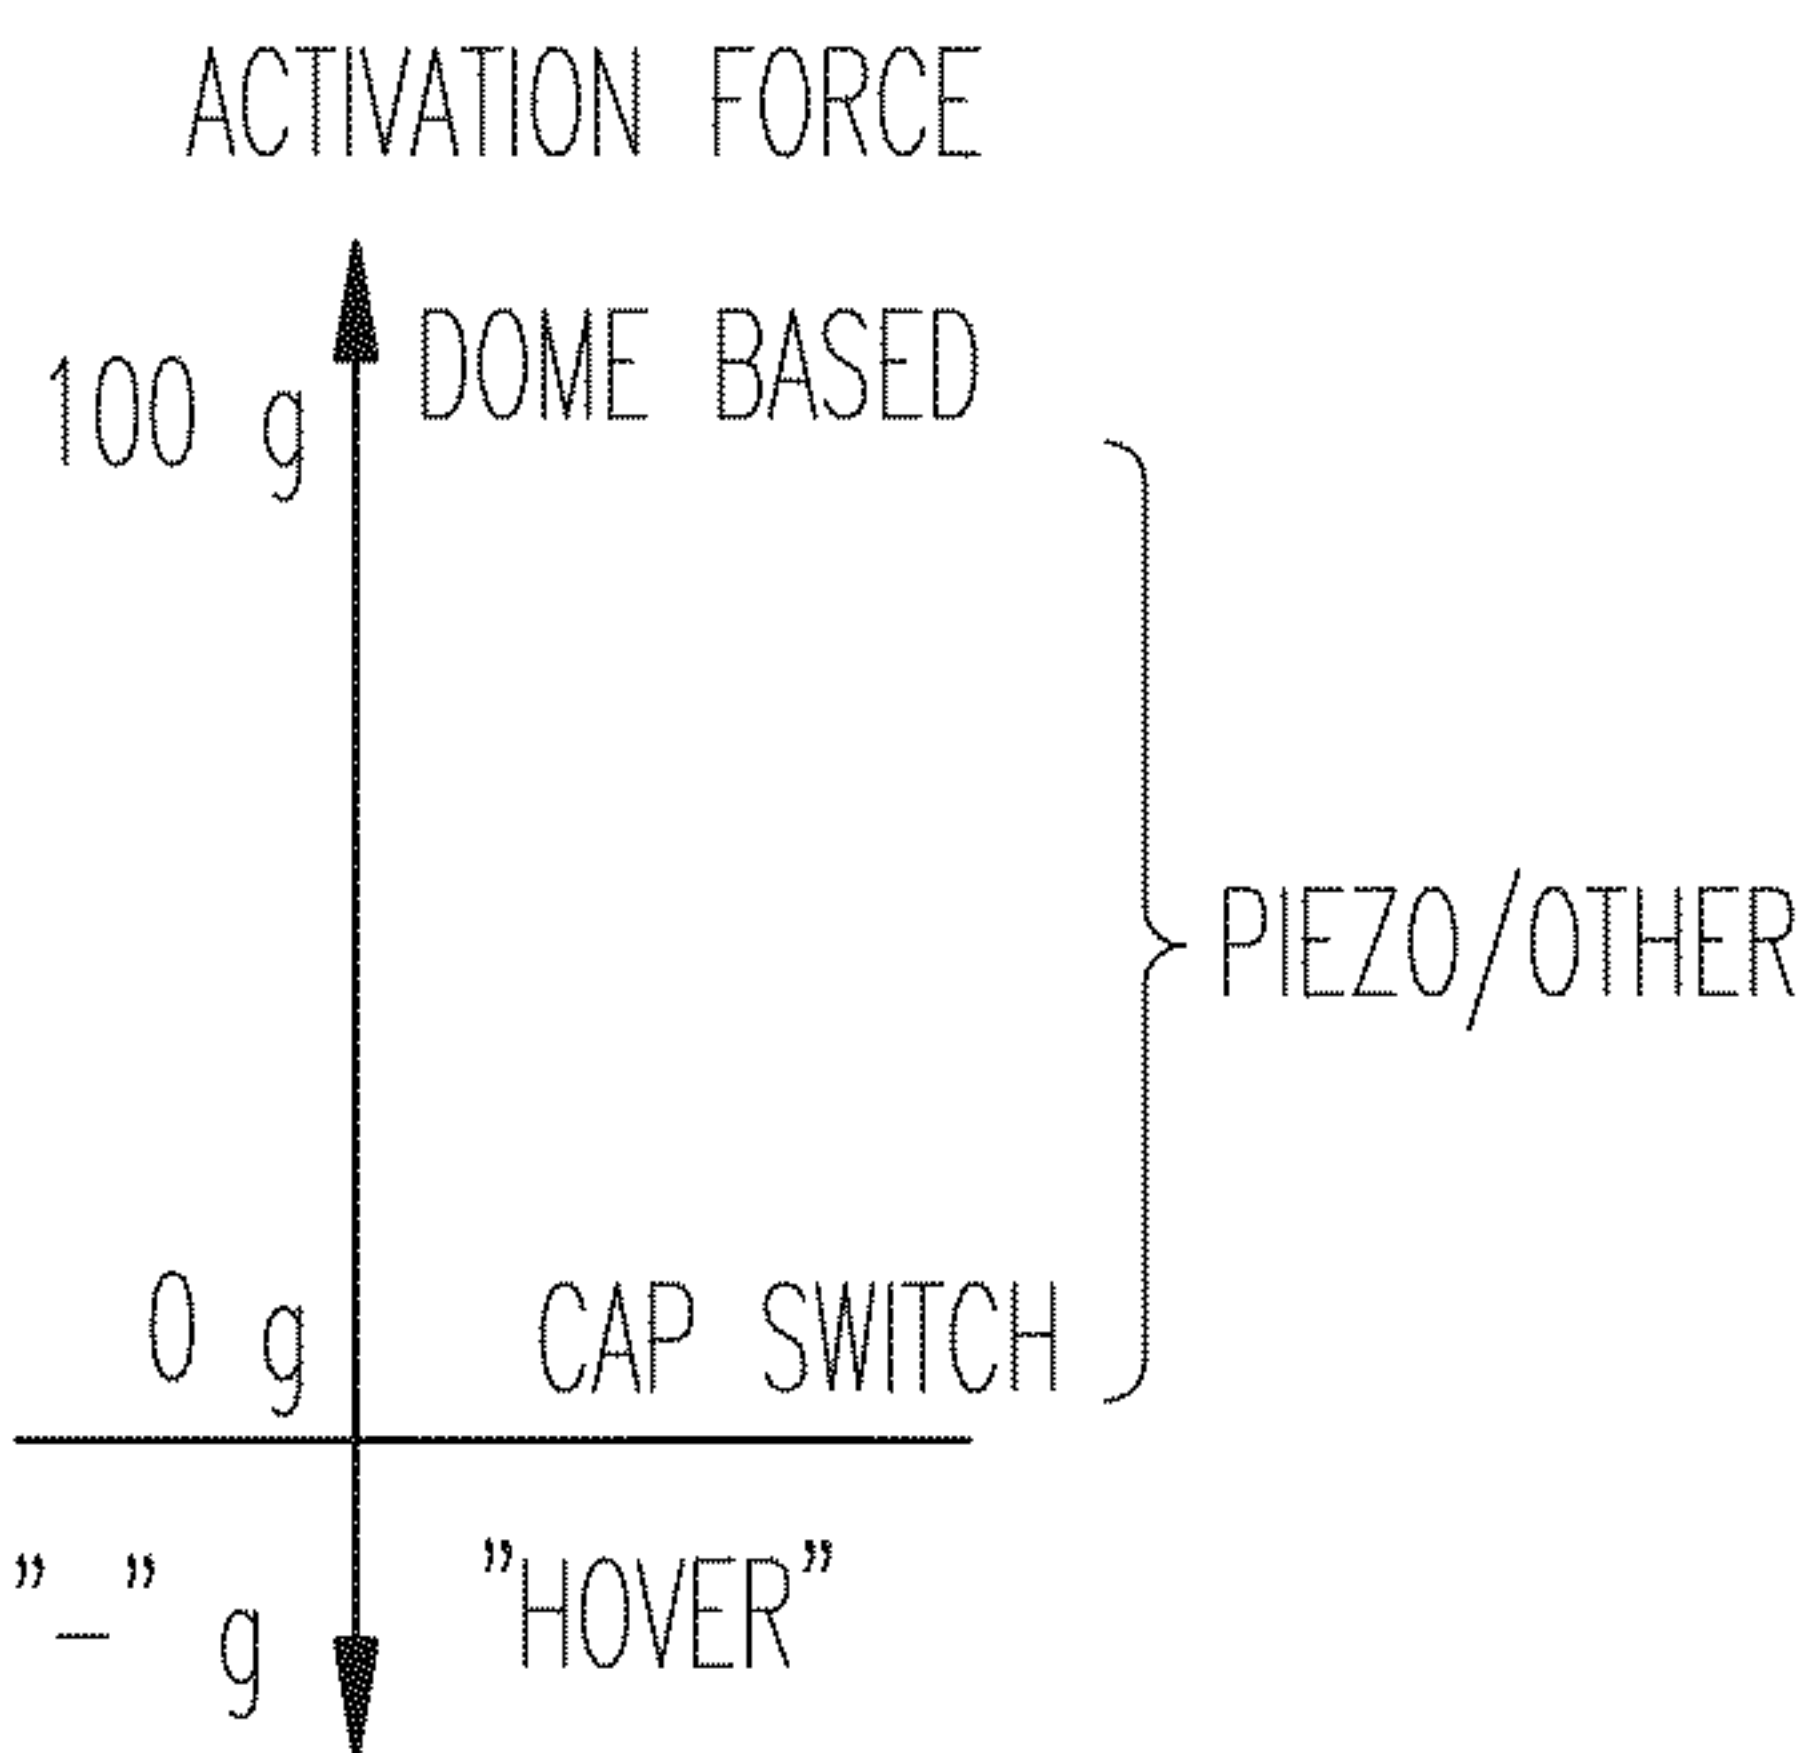 ACTIVATION FORCE
100 g DOME BASED
PIEZO/OTHER
0 g CAP SWITCH
"–" g "HOVER"